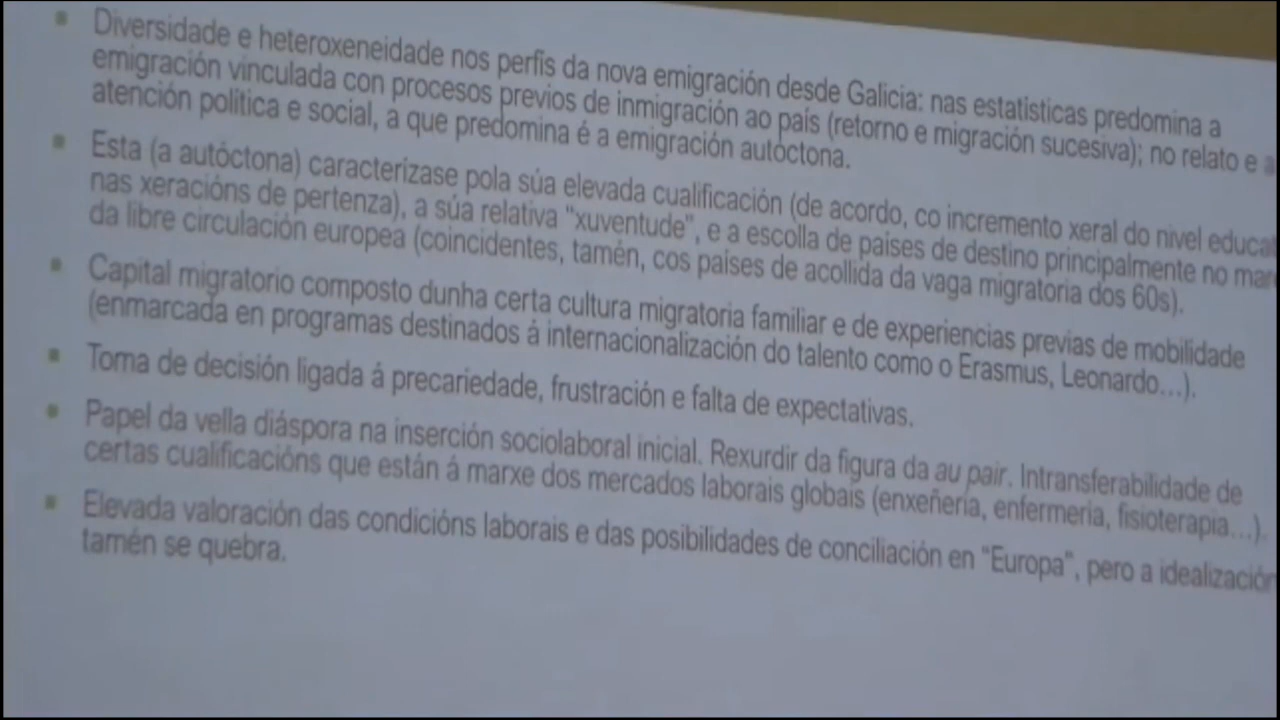 Diversidade e heteroxeneidade nos perfis da nova emigración desde Galicia: nas estatísticas predomina a
emigración vinculada con procesos previos de inmigración ao país (retorno e migración sucesiva); no relato e a
atención política e social, a que predomina é a emigración autóctona.
Esta (a autóctona) caracterízase pola súa elevada cualificación (de acordo, co incremento xeral do nivel educa
nas xeracións de pertenza), a súa relativa "xuventude", e a escolla de países de destino principalmente no mar
da libre circulación europea (coincidentes, tamén, cos países de acollida da vaga migratoria dos 60s).
Capital migratorio composto dunha certa cultura migratoria familiar e de experiencias previas de mobilidade
(enmarcada en programas destinados á internacionalización do talento como o Erasmus, Leonardo...).
Toma de decisión ligada á precariedade, frustración e falta de expectativas.
Papel da vella diáspora na inserción sociolaboral inicial. Rexurdir da figura da au pair. Intransferabilidade de
certas cualificacións que están á marxe dos mercados laborais globais (enxeñería, enfermería, fisioterapia...).
Elevada valoración das condicións laborais e das posibilidades de conciliación en "Europa", pero a idealización
tamén se quebra.